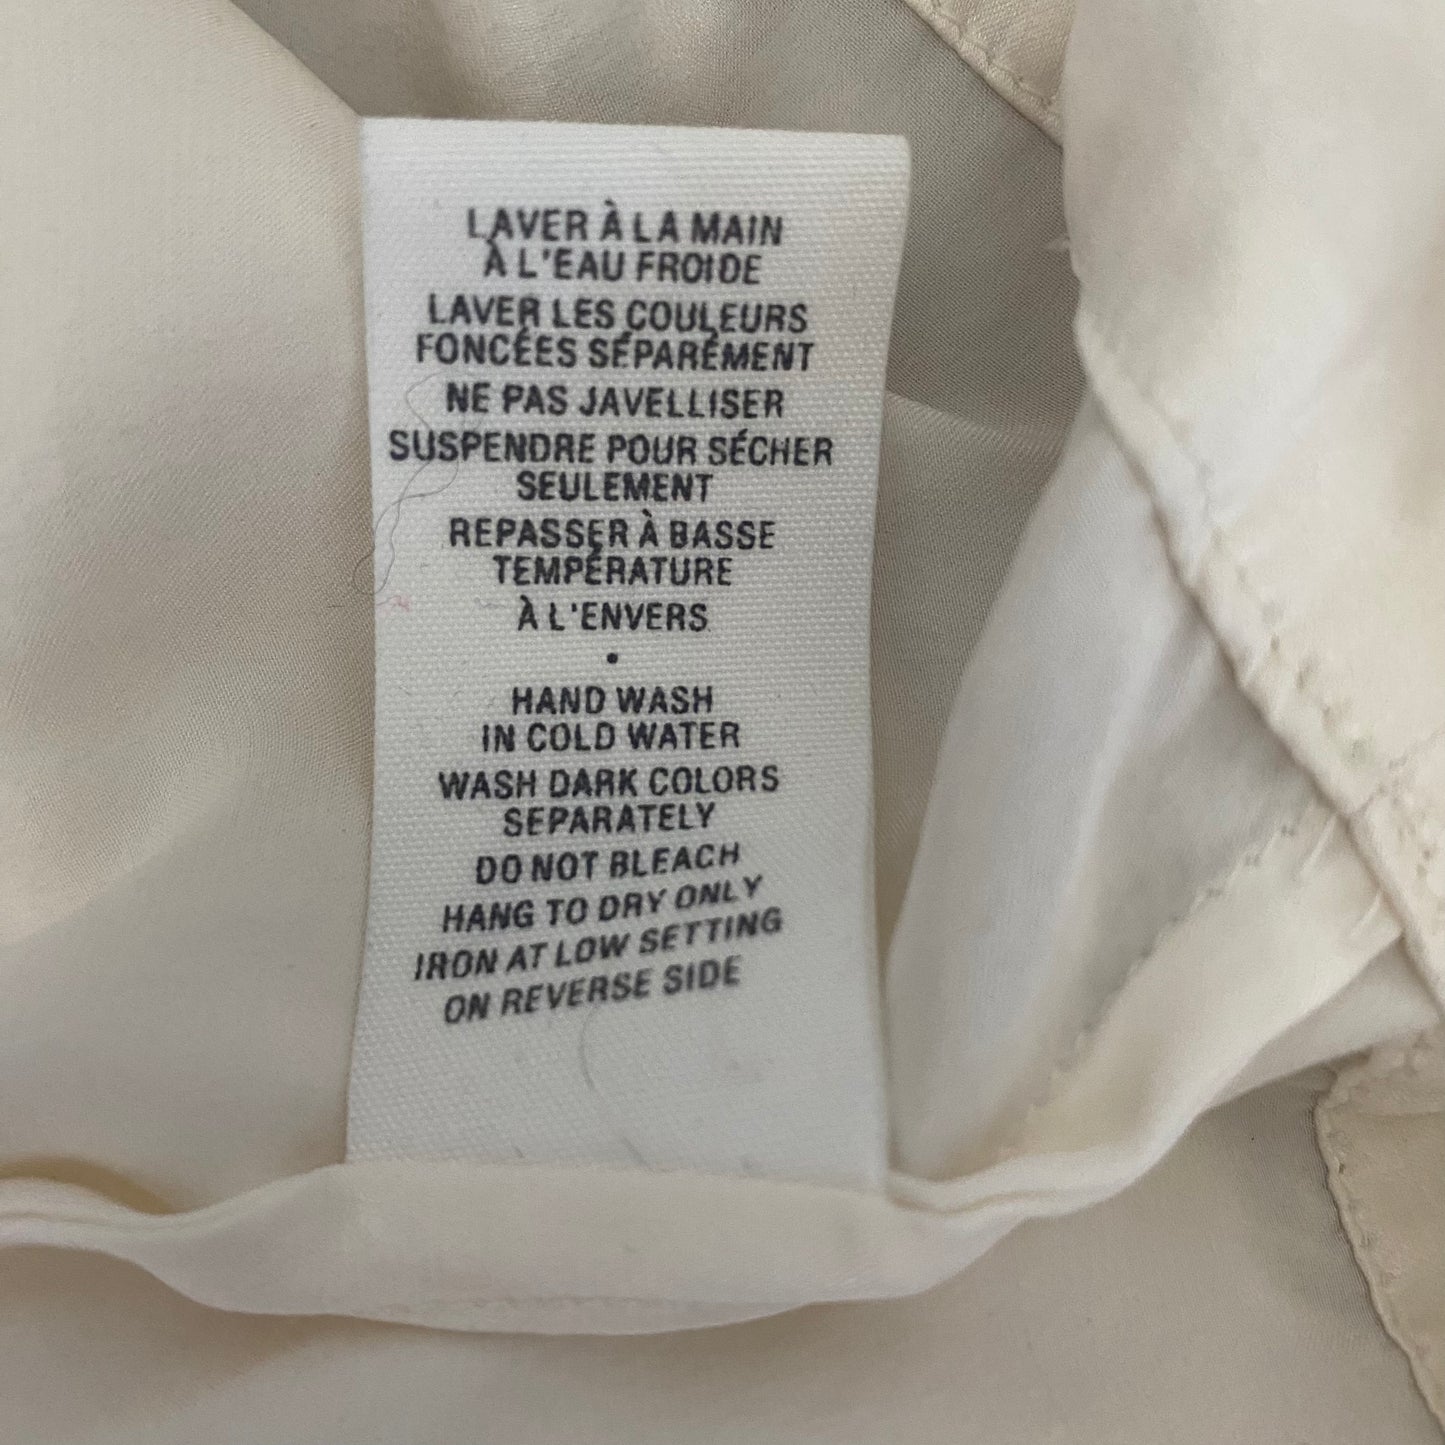 LAVER À LA MAIN
À L'EAU FROIDE
LAVER LES COULEURS
FONCÉES SÉPARÉMENT
NE PAS JAVELLISER
SUSPENDRE POUR SÉCHER
SEULEMENT
REPASSER À BASSE
TEMPÉRATURE
À L'ENVERS
•
HAND WASH
IN COLD WATER
WASH DARK COLORS
SEPARATELY
DO NOT BLEACH
HANG TO DRY ONLY
IRON AT LOW SETTING
ON REVERSE SIDE